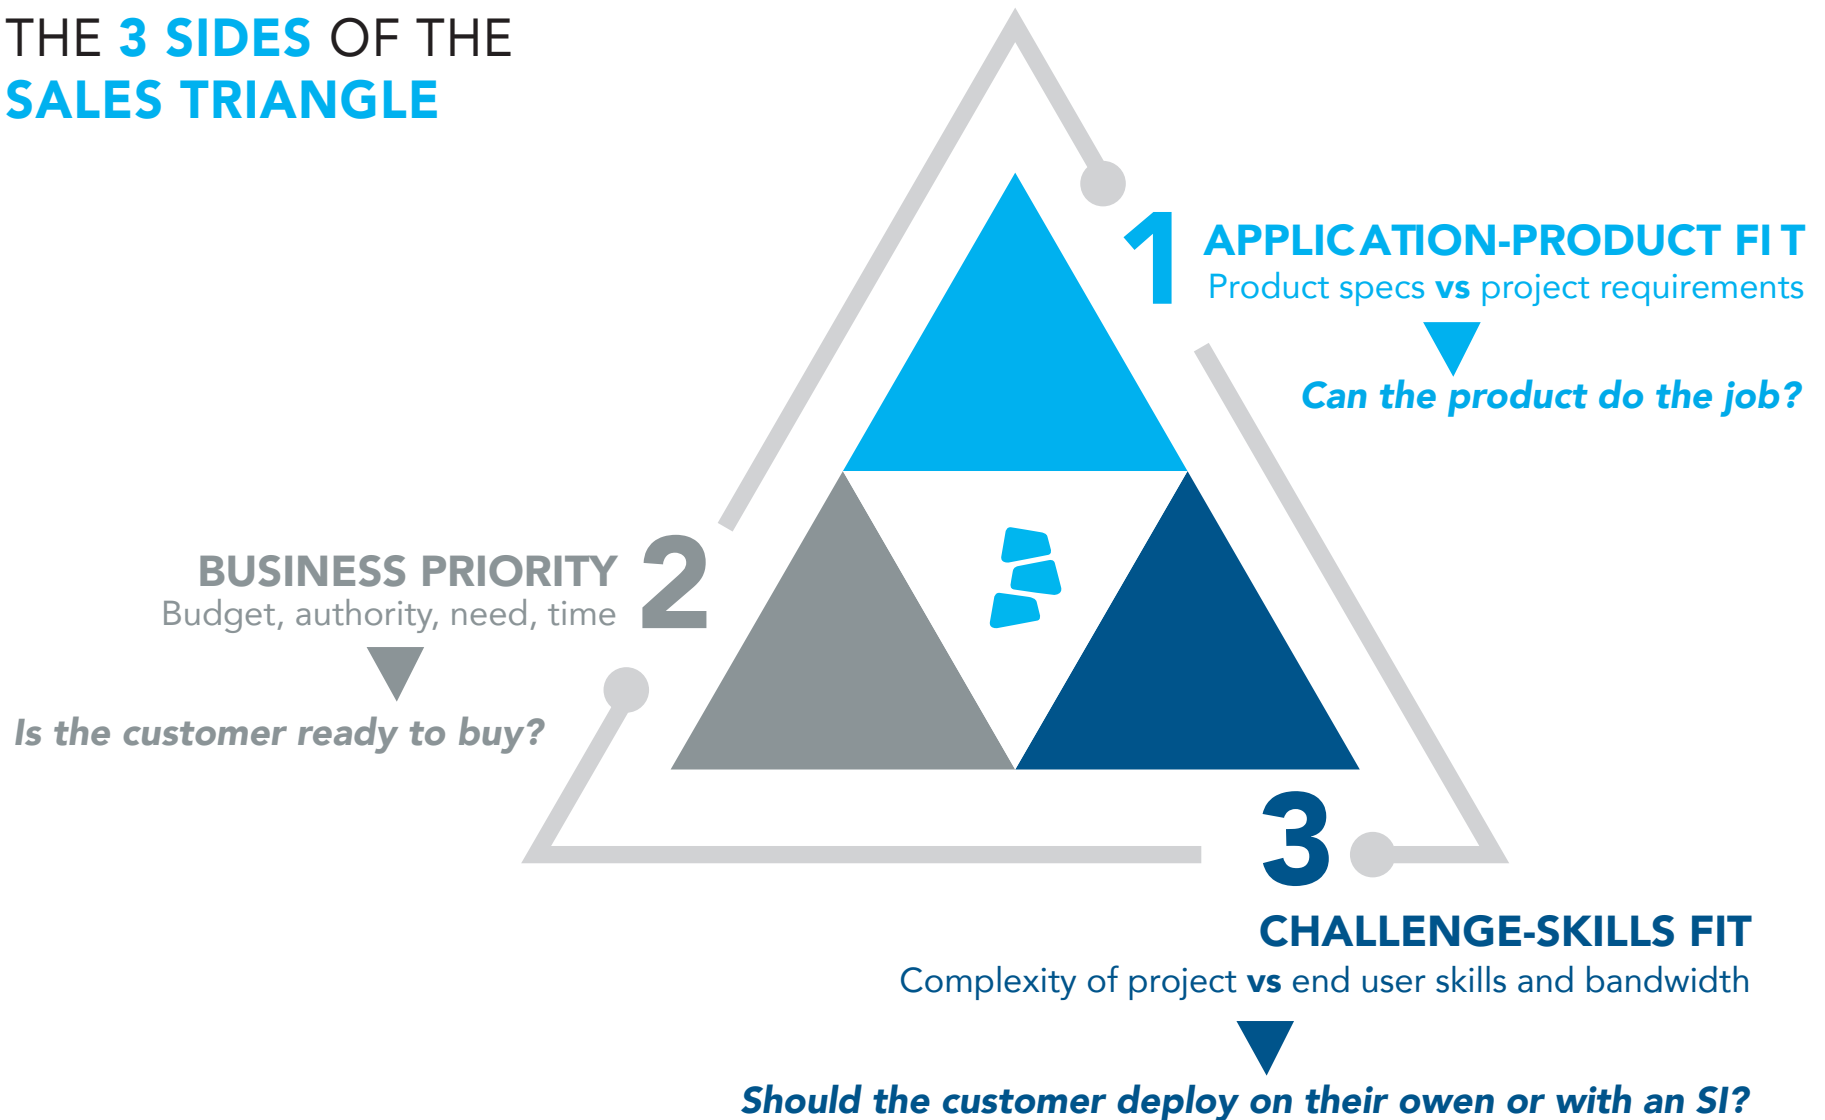 THE 3 SIDES OF THE
SALES TRIANGLE
1
APPLICATION-PRODUCT FIT
Product specs vs project requirements
Can the product do the job?
2
BUSINESS PRIORITY
Budget, authority, need, time
Is the customer ready to buy?
3
CHALLENGE-SKILLS FIT
Complexity of project vs end user skills and bandwidth
Should the customer deploy on their owen or with an SI?